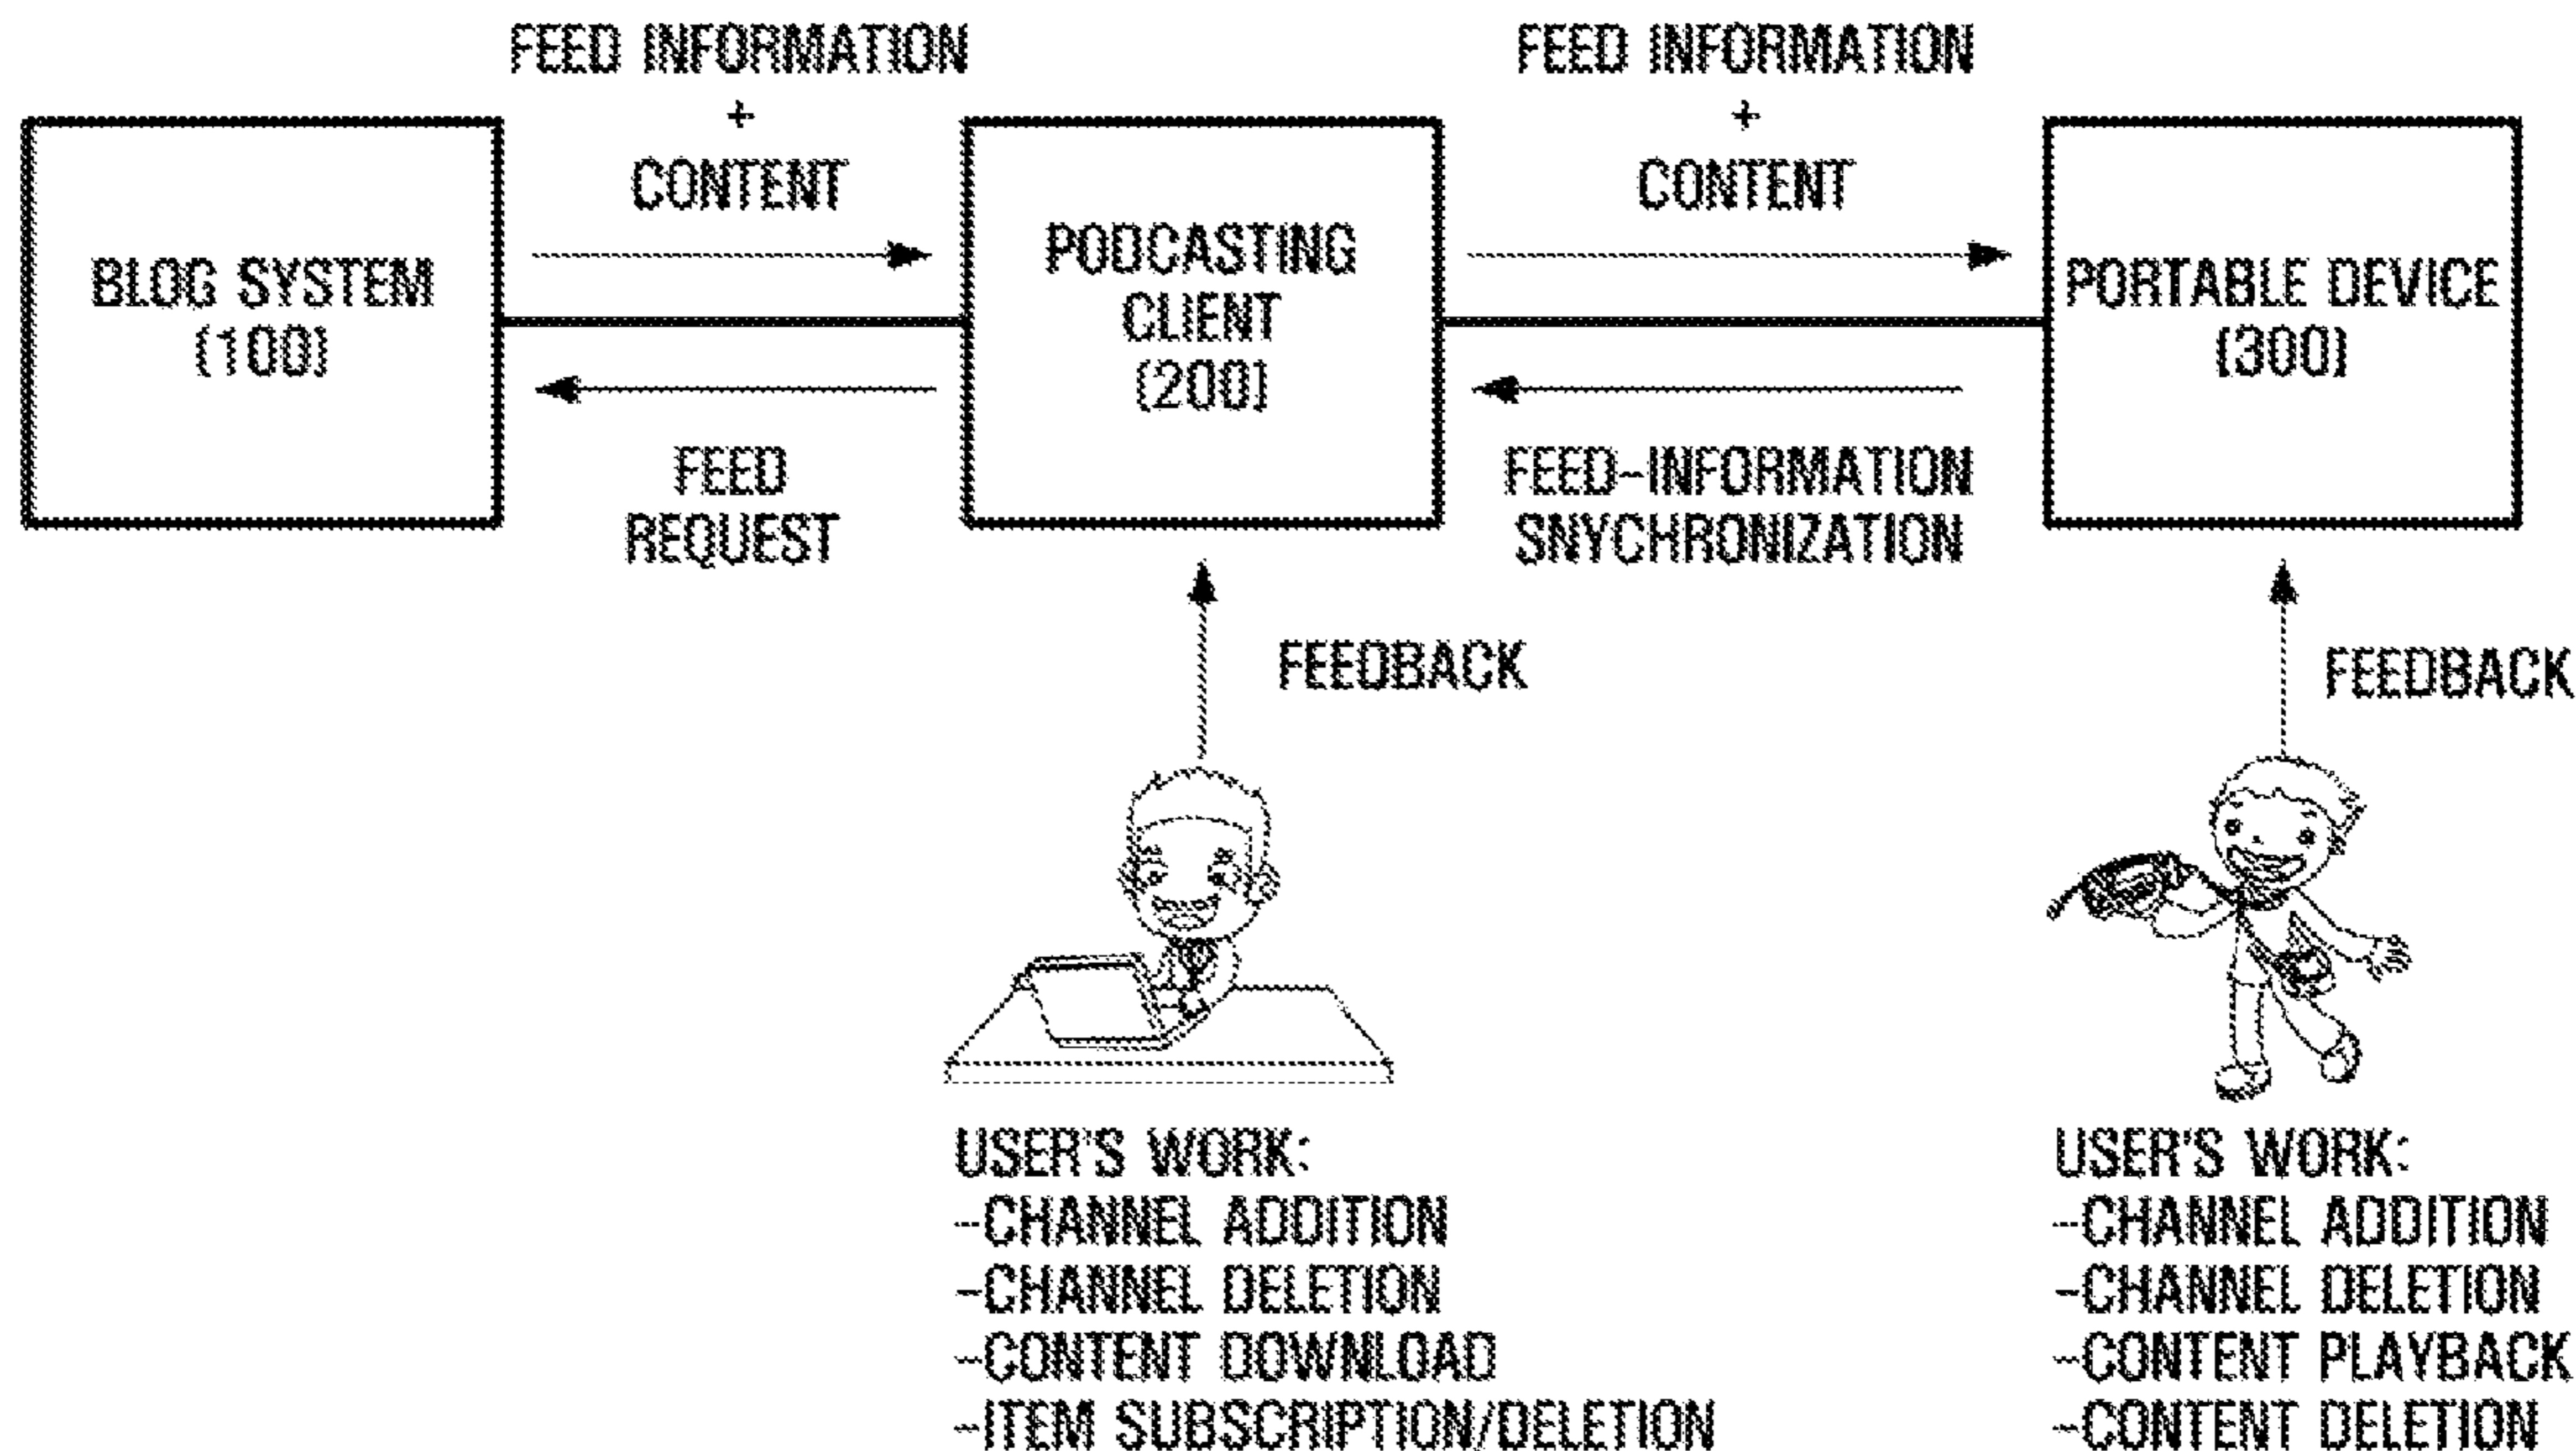 FEED INFORMATION
+
CONTENT
FEED INFORMATION
+
CONTENT
BLOG SYSTEM
(100)
PODCASTING
CLIENT
(200)
PORTABLE DEVICE
(300)
FEED
REQUEST
FEED-INFORMATION
SNYCHRONIZATION
FEEDBACK
FEEDBACK
USER'S WORK:
-CHANNEL ADDITION
-CHANNEL DELETION
-CONTENT DOWNLOAD
-ITEM SUBSCRIPTION/DELETION
USER'S WORK:
-CHANNEL ADDITION
-CHANNEL DELETION
-CONTENT PLAYBACK
-CONTENT DELETION